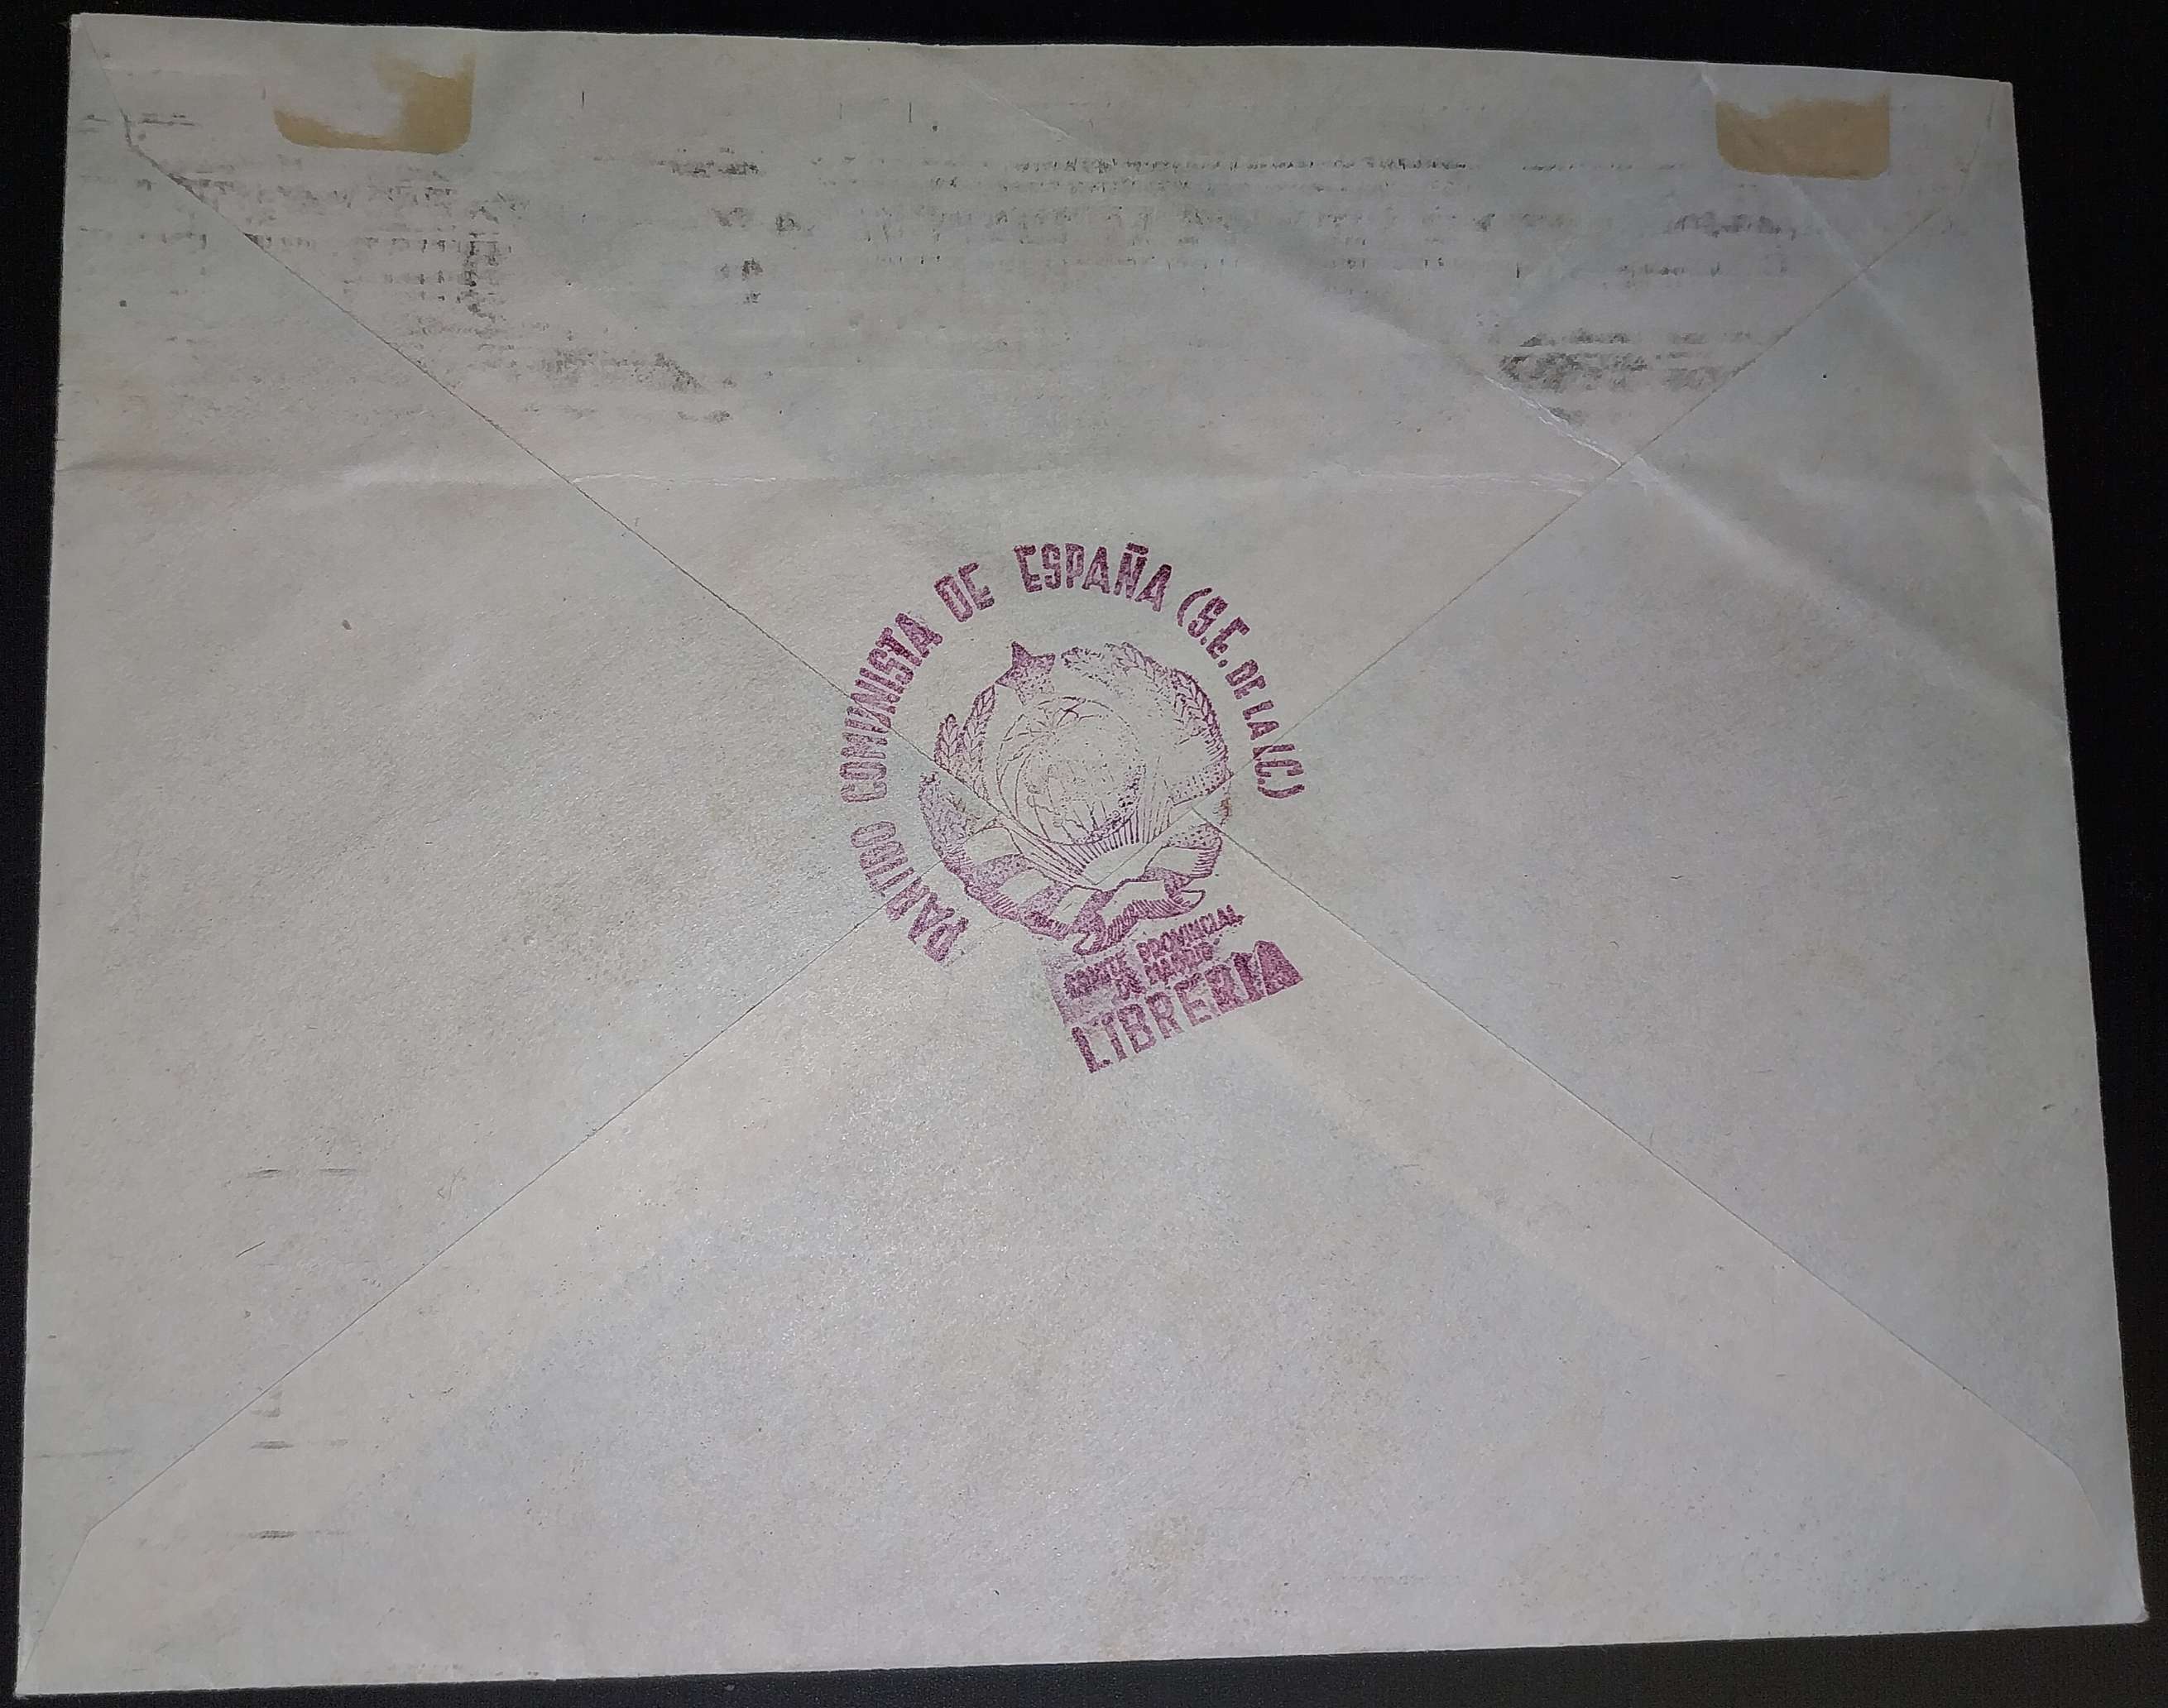 PARTIDO COMUNISTA DE ESPAÑA (S.E. DE LA I.C.)
COMITE PROVINCIAL
DE MADRID
LIBRERIA